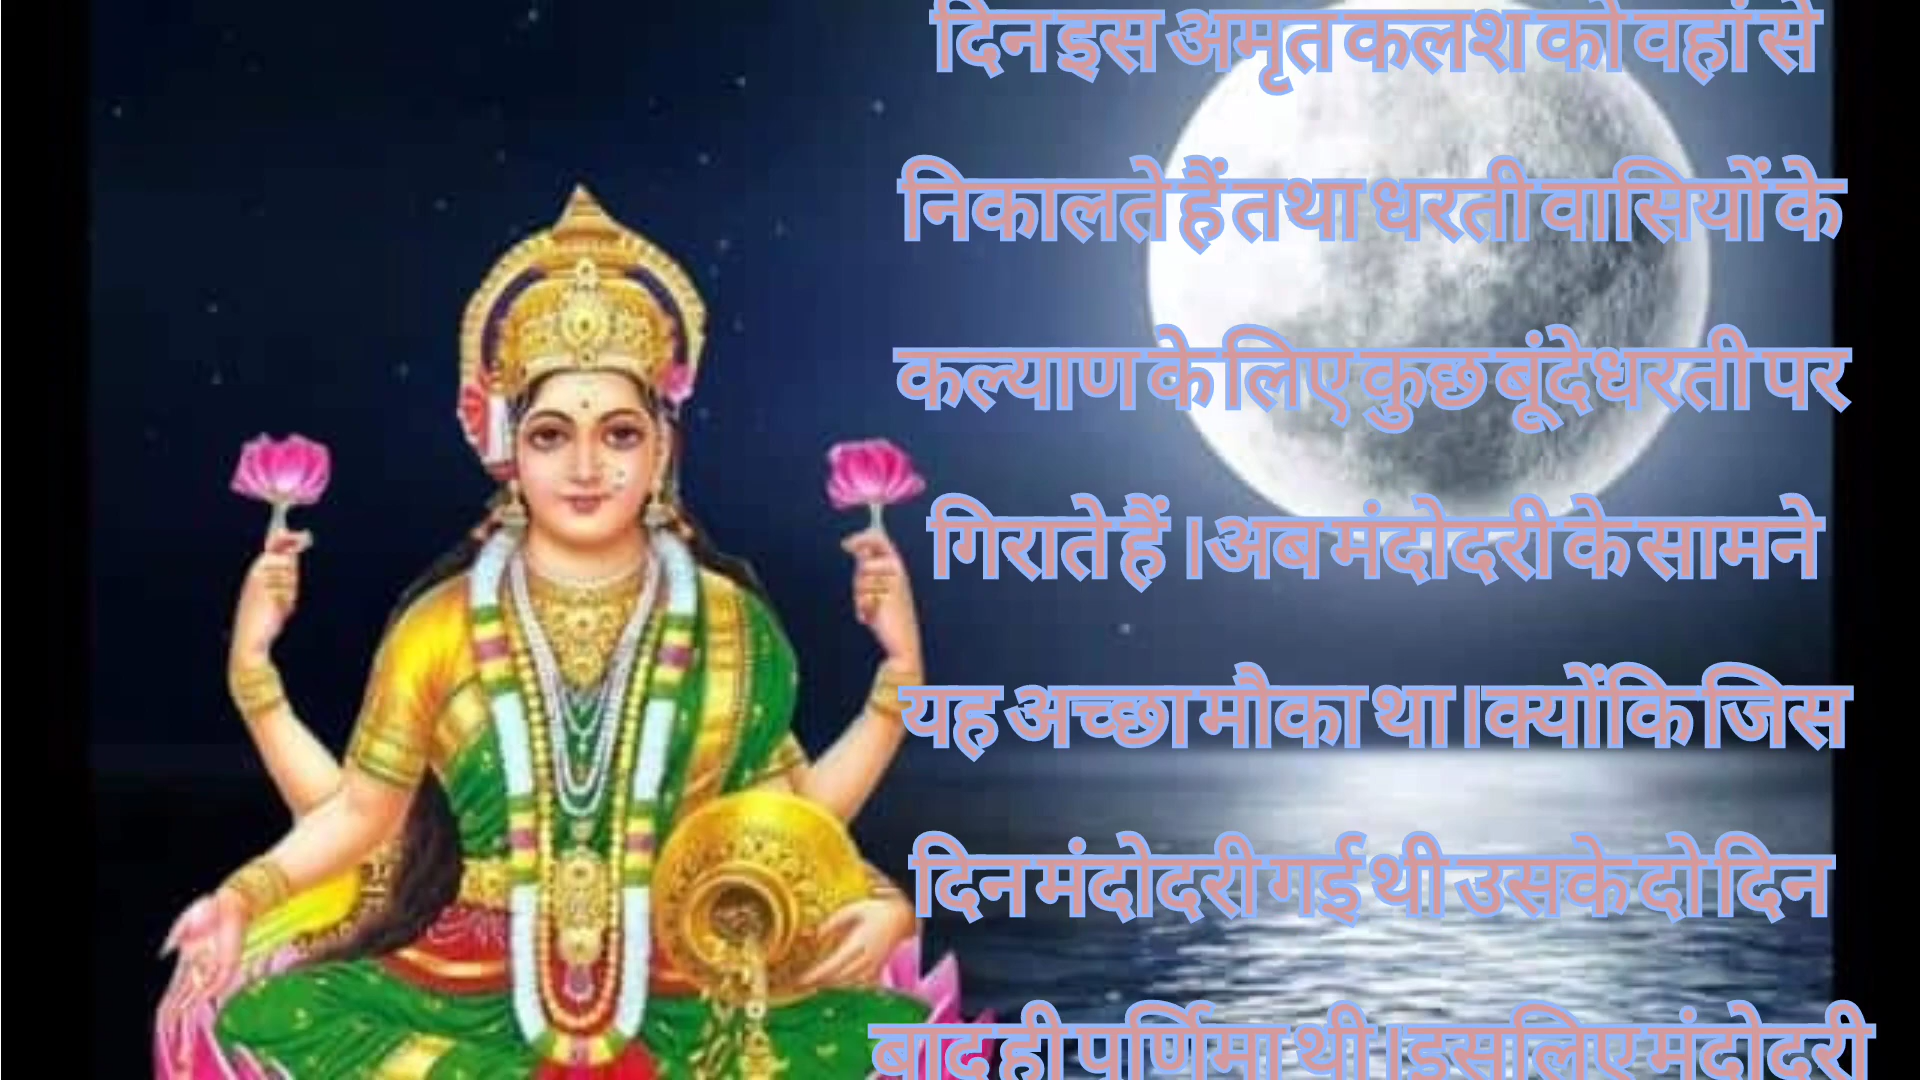 दिन इस अमृत कलश को वहां से
निकालते हैं तथा धरती वासियों के
कल्याण के लिए कुछ बूंदे धरती पर
गिराते हैं ।अब मंदोदरी के सामने
यह अच्छा मौका था ।क्योंकि जिस
दिन मंदोदरी गई थी उसके दो दिन
बाद ही पूर्णिमा थी ।इसलिए मंदोदरी